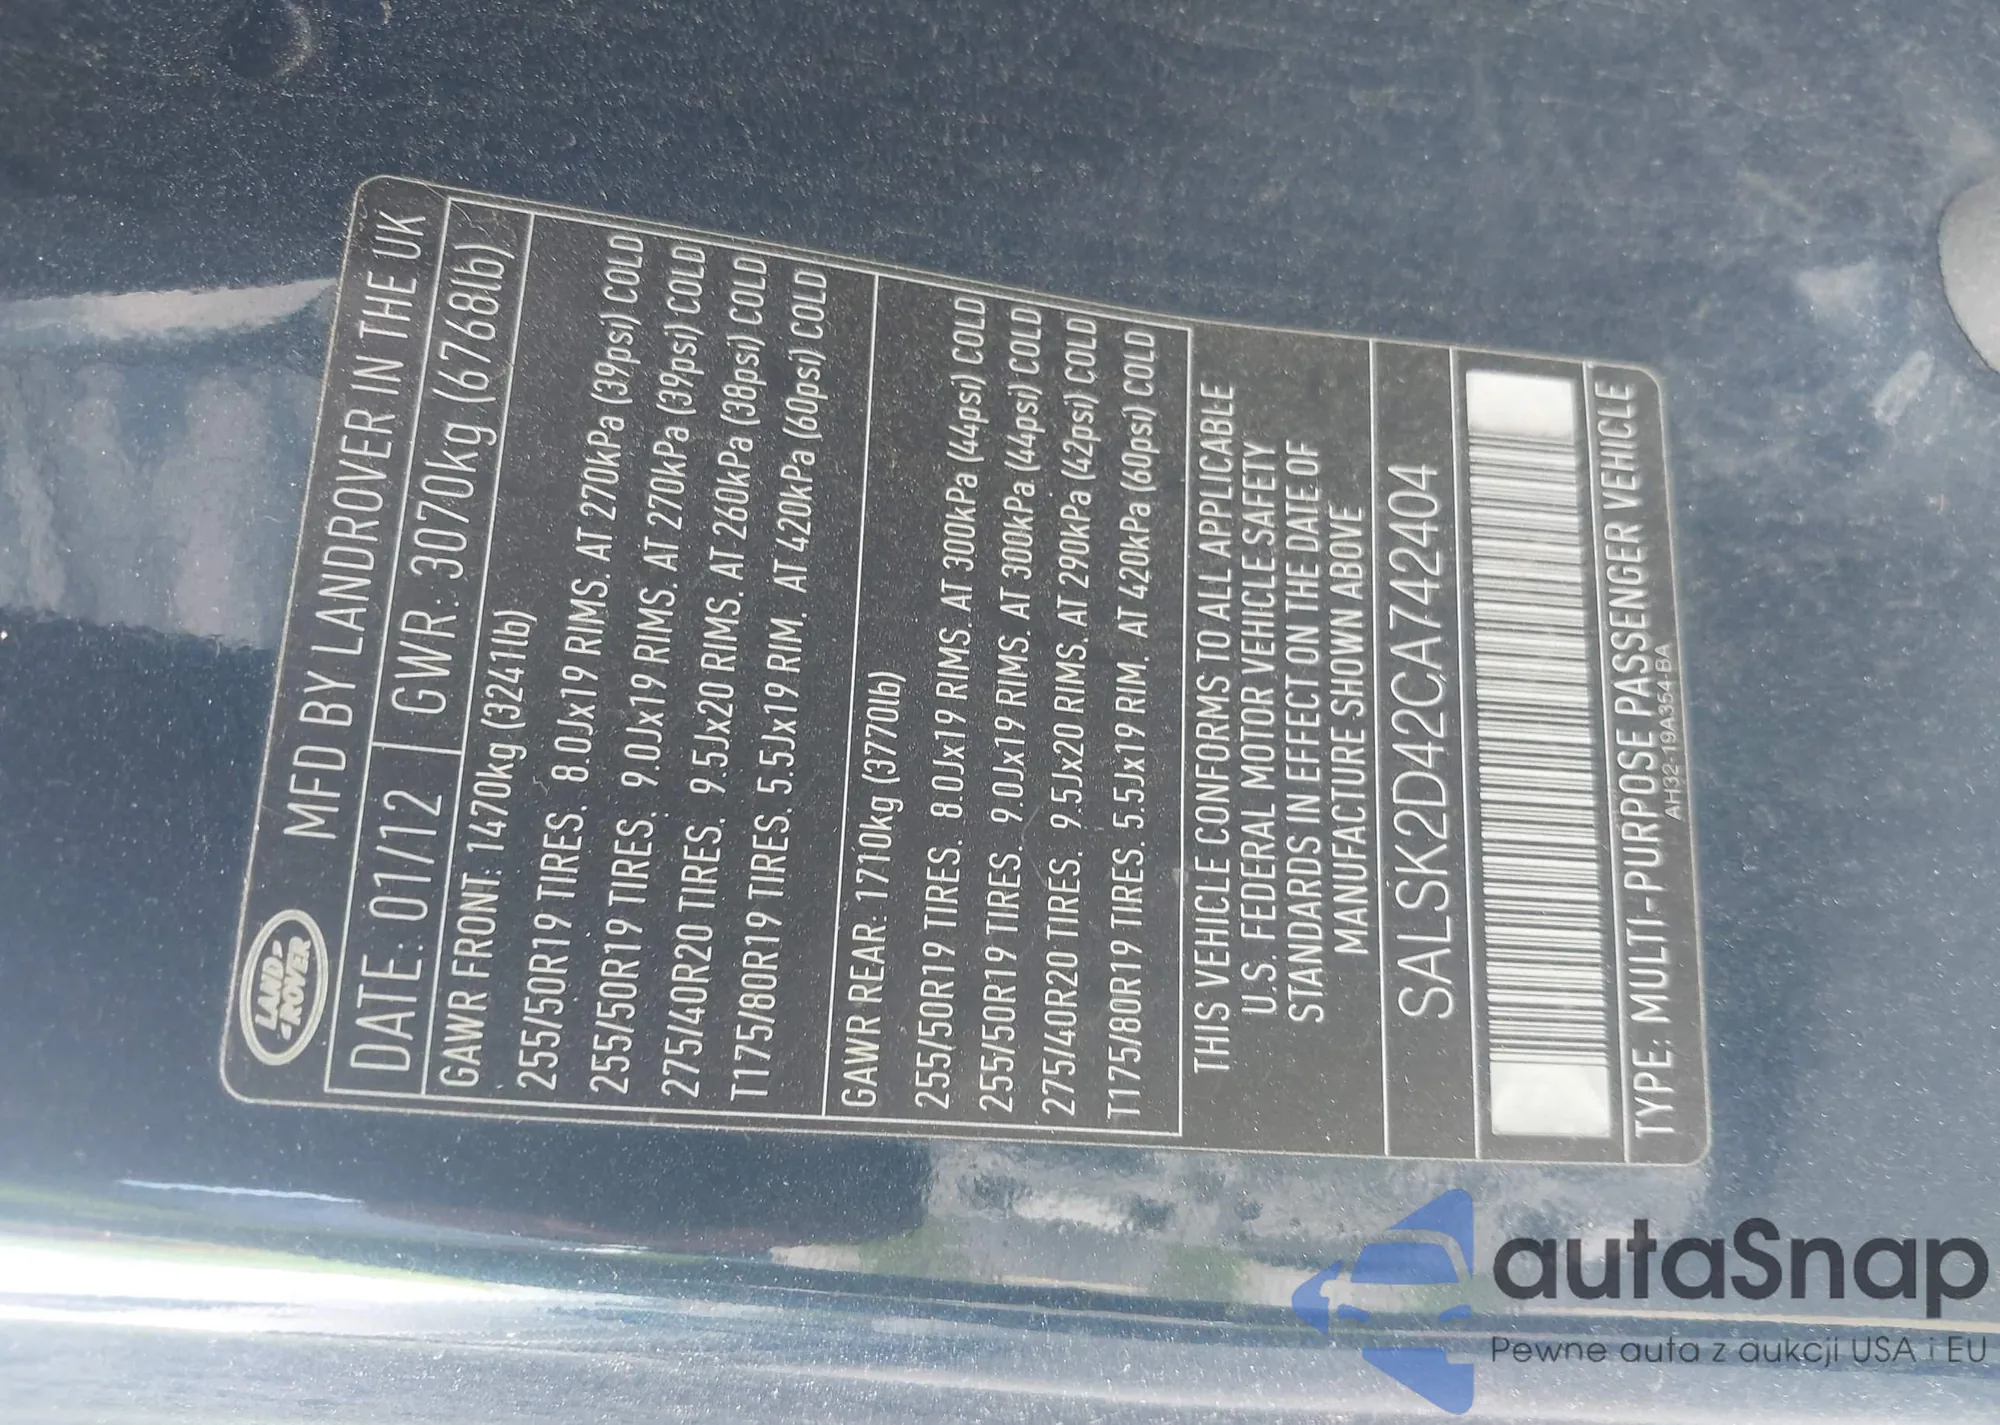 LAND-
-ROVER
MFD BY LANDROVER IN THE UK
DATE: 01/12 GWR: 3070kg (6768lb)
GAWR FRONT: 1470kg (3241lb)
255/50R19 TIRES. 8.0Jx19 RIMS. AT 270kPa (39psi) COLD
255/50R19 TIRES. 9.0Jx19 RIMS. AT 270kPa (39psi) COLD
275/40R20 TIRES. 9.5Jx20 RIMS. AT 260kPa (38psi) COLD
T175/80R19 TIRES. 5.5Jx19 RIM. AT 420kPa (60psi) COLD
GAWR REAR: 1710kg (3770lb)
255/50R19 TIRES. 8.0Jx19 RIMS. AT 300kPa (44psi) COLD
255/50R19 TIRES. 9.0Jx19 RIMS. AT 300kPa (44psi) COLD
275/40R20 TIRES. 9.5Jx20 RIMS. AT 290kPa (42psi) COLD
T175/80R19 TIRES. 5.5Jx19 RIM. AT 420kPa (60psi) COLD
THIS VEHICLE CONFORMS TO ALL APPLICABLE
U.S. FEDERAL MOTOR VEHICLE SAFETY
STANDARDS IN EFFECT ON THE DATE OF
MANUFACTURE SHOWN ABOVE
SALSK2D42CA742404
TYPE: MULTI-PURPOSE PASSENGER VEHICLE
AH32-19A354-BA
autaSnap
Pewne auta z aukcji USA i EU